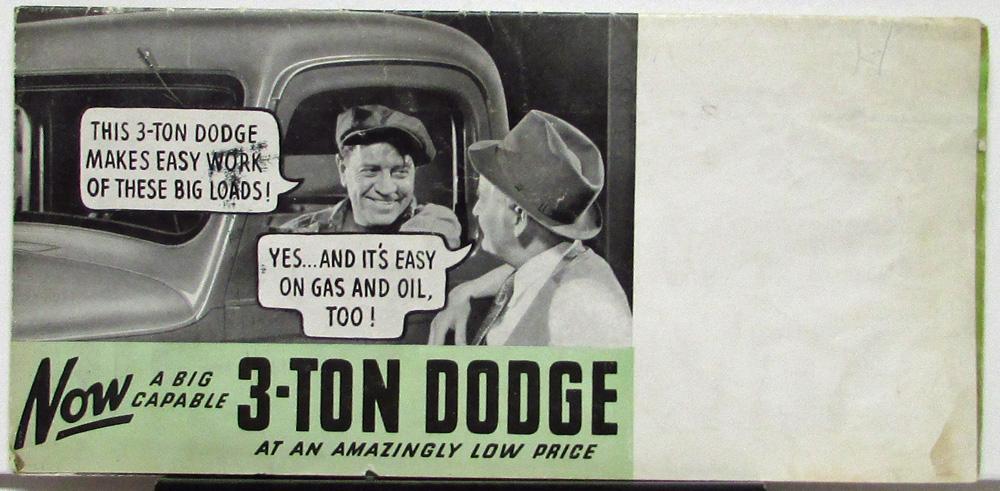 THIS 3-TON DODGE
MAKES EASY WORK
OF THESE BIG LOADS!
YES...AND IT'S EASY
ON GAS AND OIL,
TOO!
Now A BIG CAPABLE 3-TON DODGE
AT AN AMAZINGLY LOW PRICE